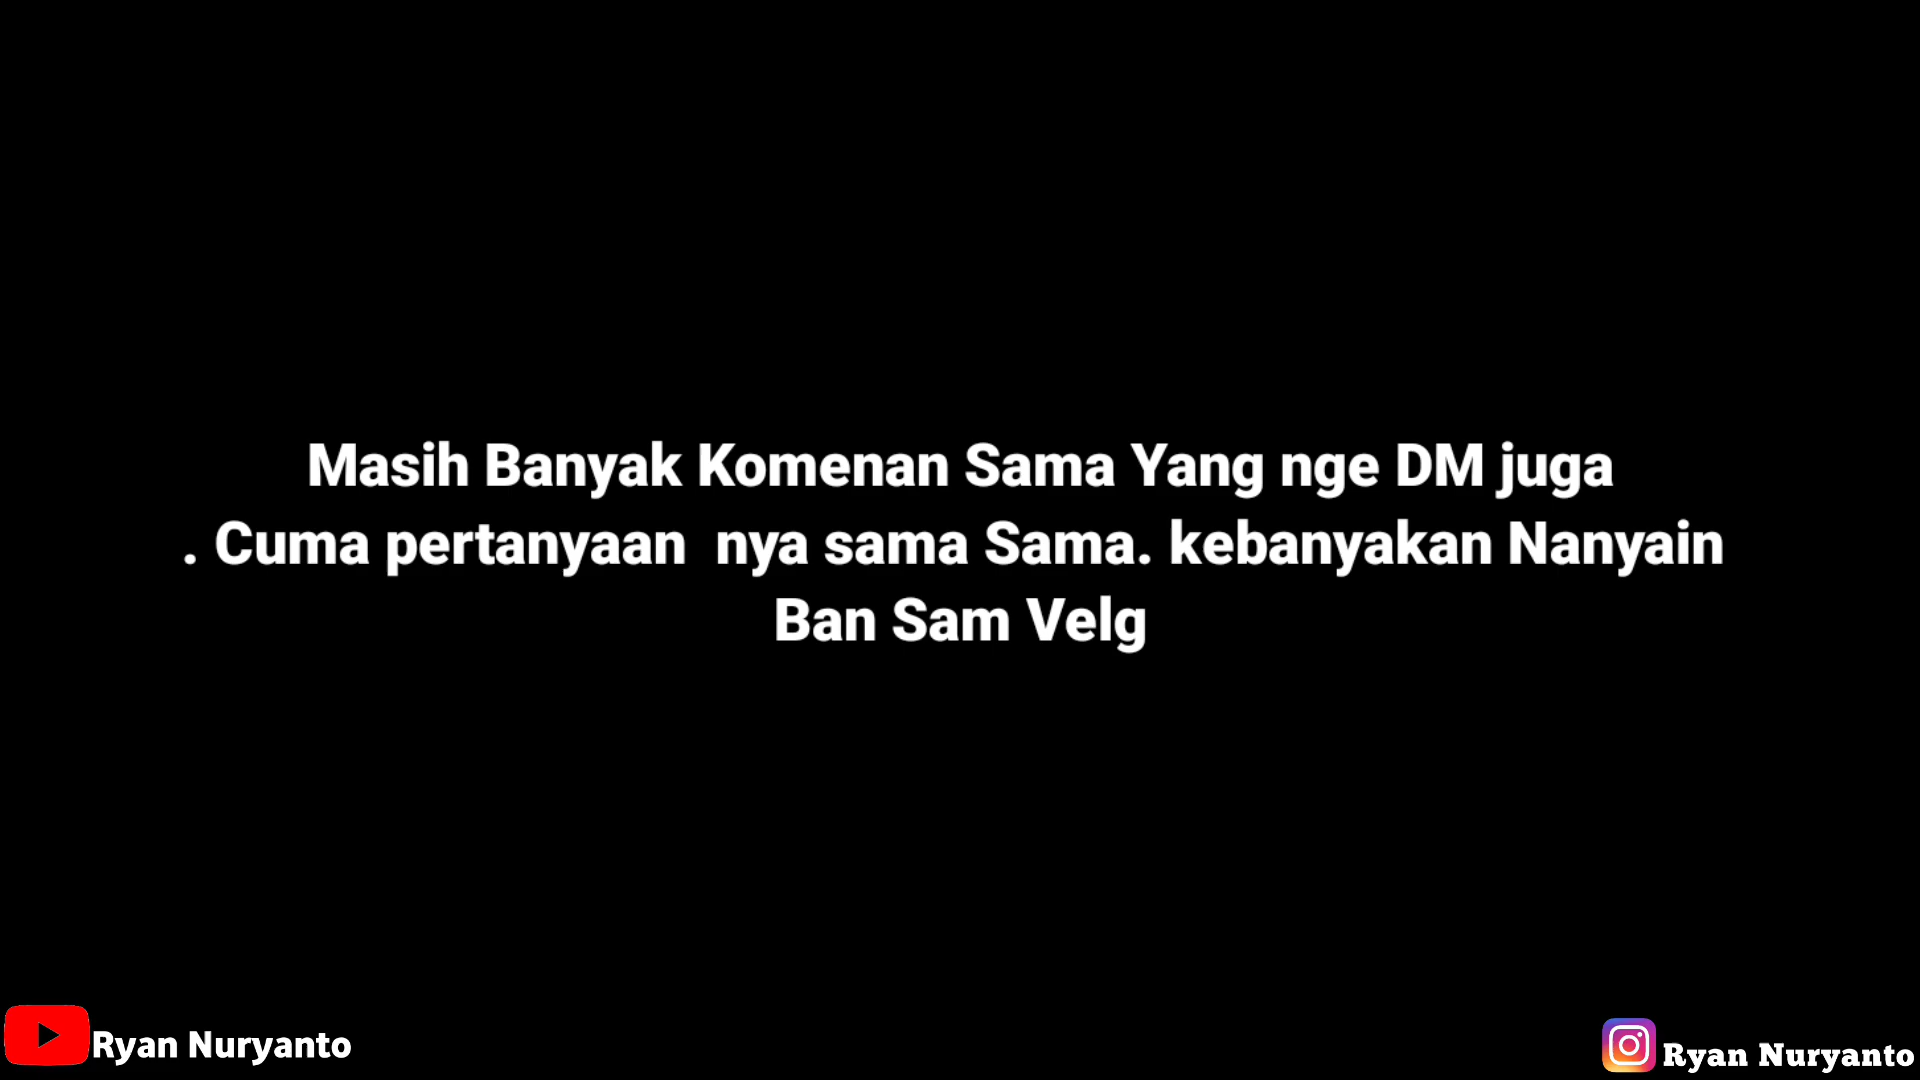 Masih Banyak Komenan Sama Yang nge DM juga
. Cuma pertanyaan  nya sama Sama. kebanyakan Nanyain
Ban Sam Velg
Ryan Nuryanto
Ryan Nuryanto